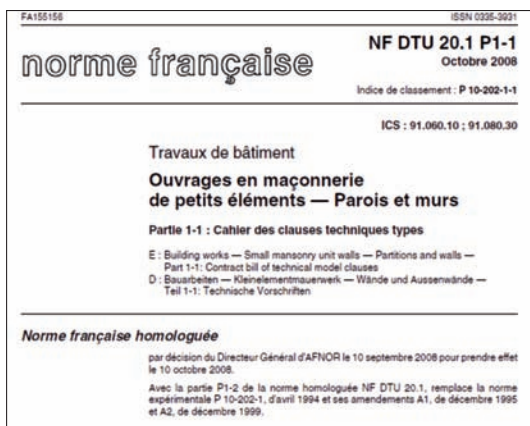 FA155156 ISSN 0335-3931
norme française
NF DTU 20.1 P1-1
Octobre 2008
Indice de classement : P 10-202-1-1
ICS : 91.060.10 ; 91.080.30
Travaux de bâtiment
Ouvrages en maçonnerie
de petits éléments — Parois et murs
Partie 1-1 : Cahier des clauses techniques types
E : Building works — Small mansonry unit walls — Partitions and walls —
Part 1-1: Contract bill of technical model clauses
D : Bauarbeiten — Kleinelementmauerwerk — Wände und Aussenwände —
Teil 1-1: Technische Vorschriften
Norme française homologuée
par décision du Directeur Général d'AFNOR le 10 septembre 2008 pour prendre effet
le 10 octobre 2008.
Avec la partie P1-2 de la norme homologuée NF DTU 20.1, remplace la norme
expérimentale P 10-202-1, d'avril 1994 et ses amendements A1, de décembre 1995
et A2, de décembre 1999.